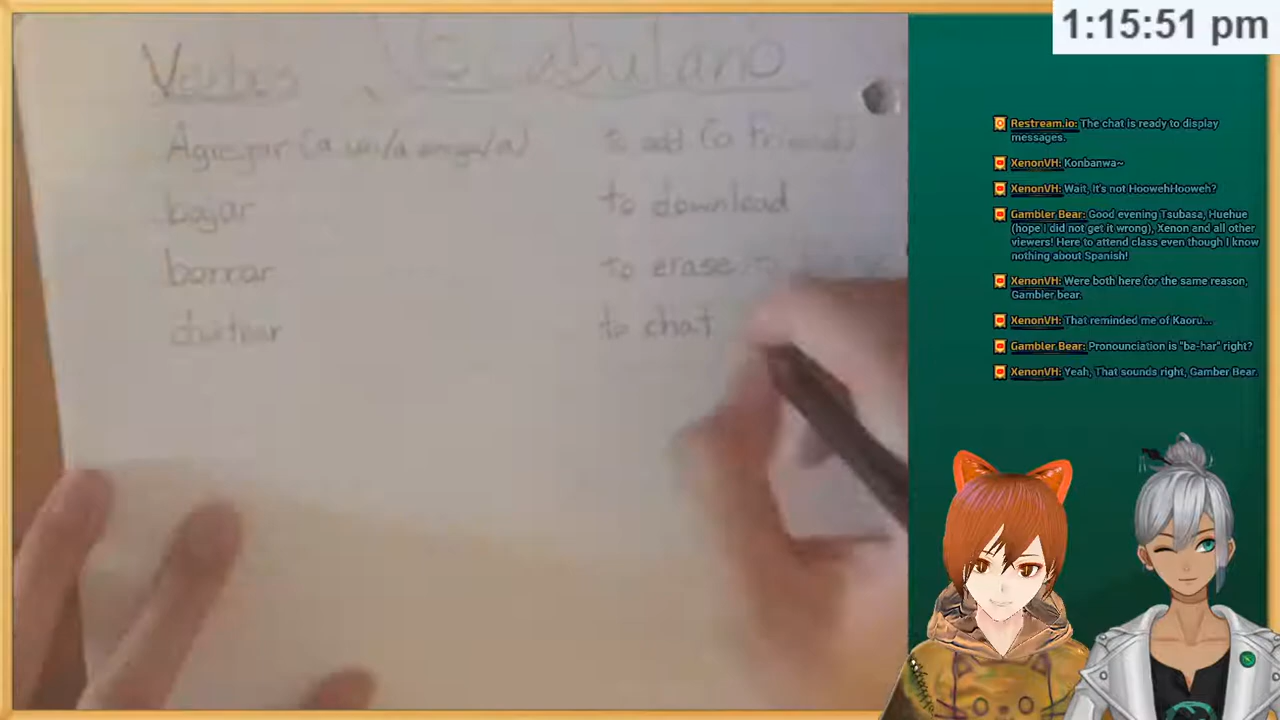 1:15:51 pm
Verbos Vocabulario
Agregar (a un/a amigo/a) to add (a friend)
bajar to download
borrar to erase, to
chatear to chat
Restream.io: The chat is ready to display
messages.
XenonVH: Konbanwa~
XenonVH: Wait, It's not HoowehHooweh?
Gambler Bear: Good evening Tsubasa, Huehue
(hope I did not get it wrong), Xenon and all other
viewers! Here to attend class even though I know
nothing about Spanish!
XenonVH: Were both here for the same reason,
Gambler bear.
XenonVH: That reminded me of Kaoru...
Gambler Bear: Pronounciation is "ba-har" right?
XenonVH: Yeah, That sounds right, Gamber Bear.